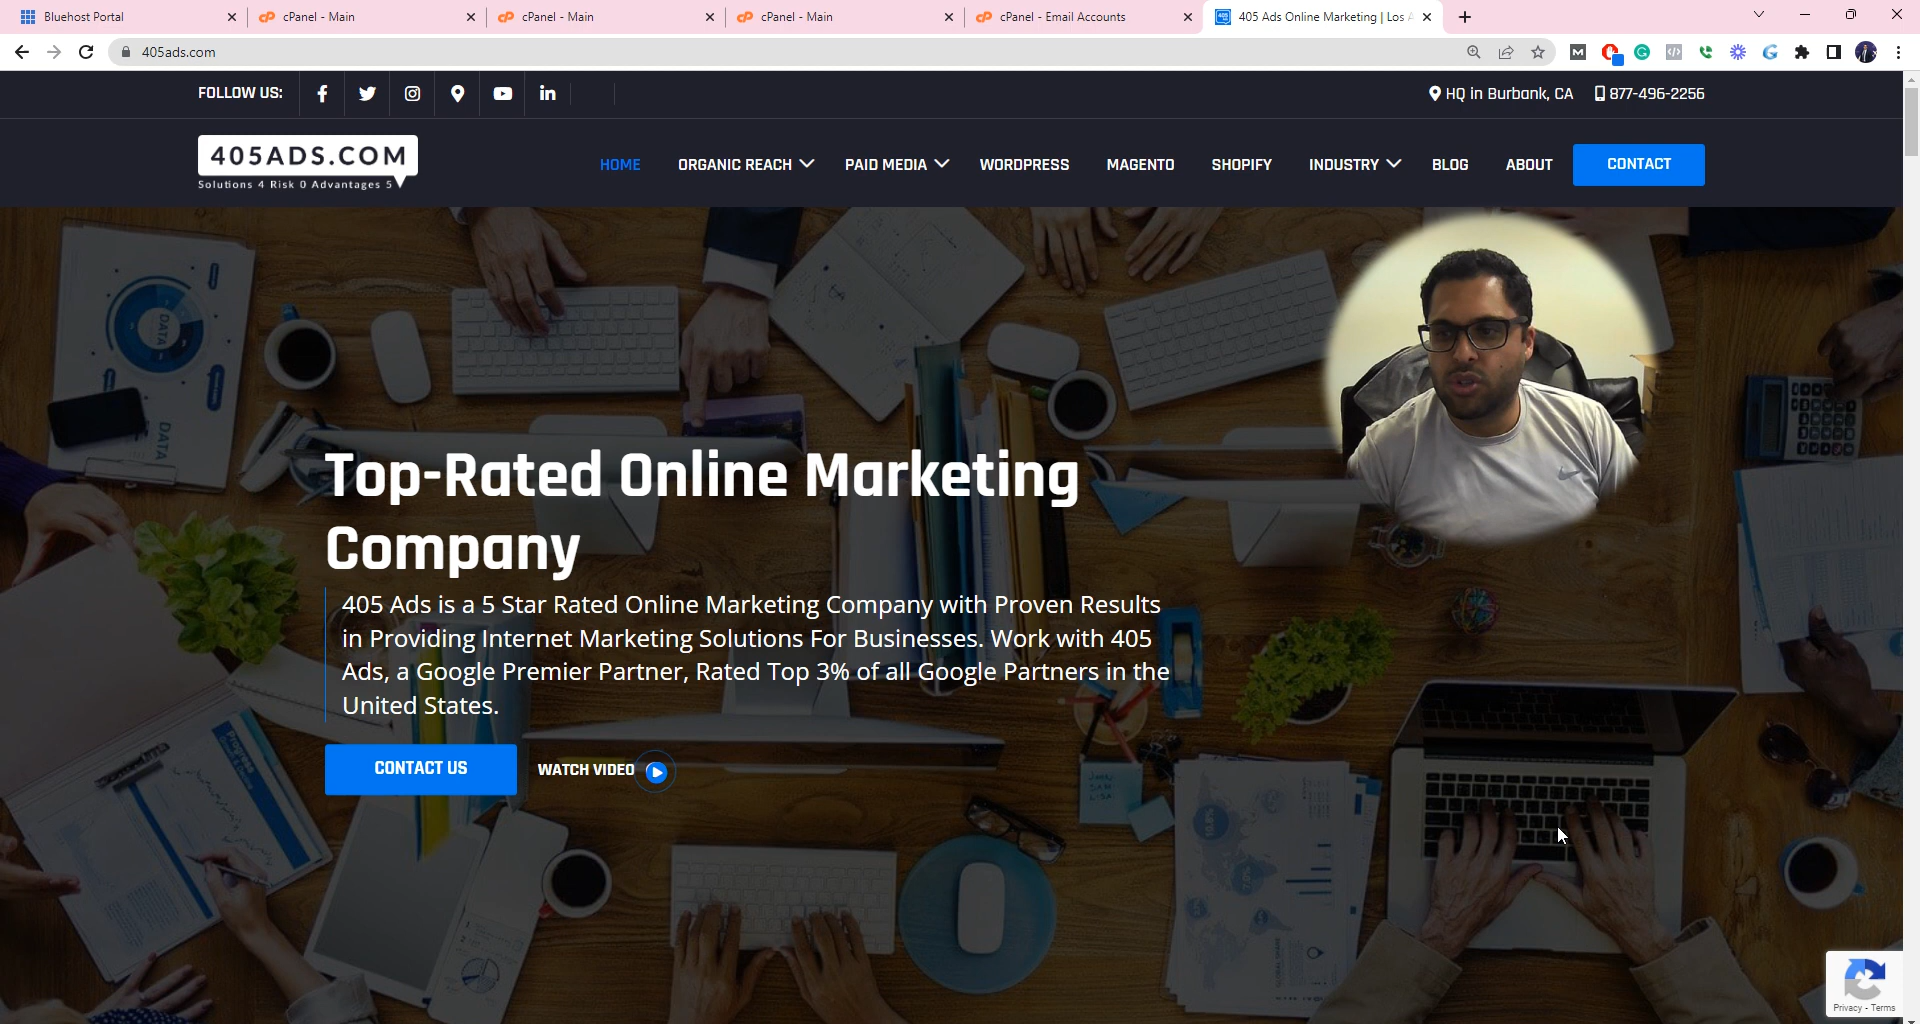 Bluehost Portal
cPanel - Main
cPanel - Main
cPanel - Main
cPanel - Email Accounts
405 Ads Online Marketing | Los
405ads.com
FOLLOW US:
HQ in Burbank, CA
877-496-2256
405ADS.COM
Solutions 4 Risk 0 Advantages 5
HOME
ORGANIC REACH
PAID MEDIA
WORDPRESS
MAGENTO
SHOPIFY
INDUSTRY
BLOG
ABOUT
CONTACT
DATA
DATA
Top-Rated Online Marketing
Company
405 Ads is a 5 Star Rated Online Marketing Company with Proven Results
in Providing Internet Marketing Solutions For Businesses. Work with 405
Ads, a Google Premier Partner, Rated Top 3% of all Google Partners in the
United States.
CONTACT US
WATCH VIDEO
Privacy - Terms